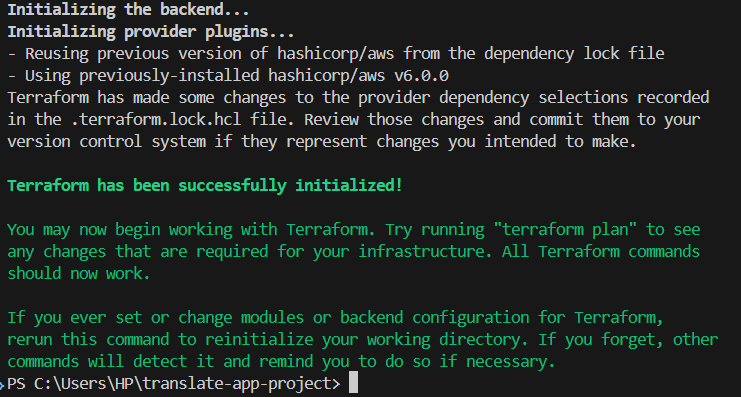 Initializing the backend...
Initializing provider plugins...
- Reusing previous version of hashicorp/aws from the dependency lock file
- Using previously-installed hashicorp/aws v6.0.0
Terraform has made some changes to the provider dependency selections recorded
in the .terraform.lock.hcl file. Review those changes and commit them to your
version control system if they represent changes you intended to make.
Terraform has been successfully initialized!
You may now begin working with Terraform. Try running "terraform plan" to see
any changes that are required for your infrastructure. All Terraform commands
should now work.
If you ever set or change modules or backend configuration for Terraform,
rerun this command to reinitialize your working directory. If you forget, other
commands will detect it and remind you to do so if necessary.
PS C:\Users\HP\translate-app-project>